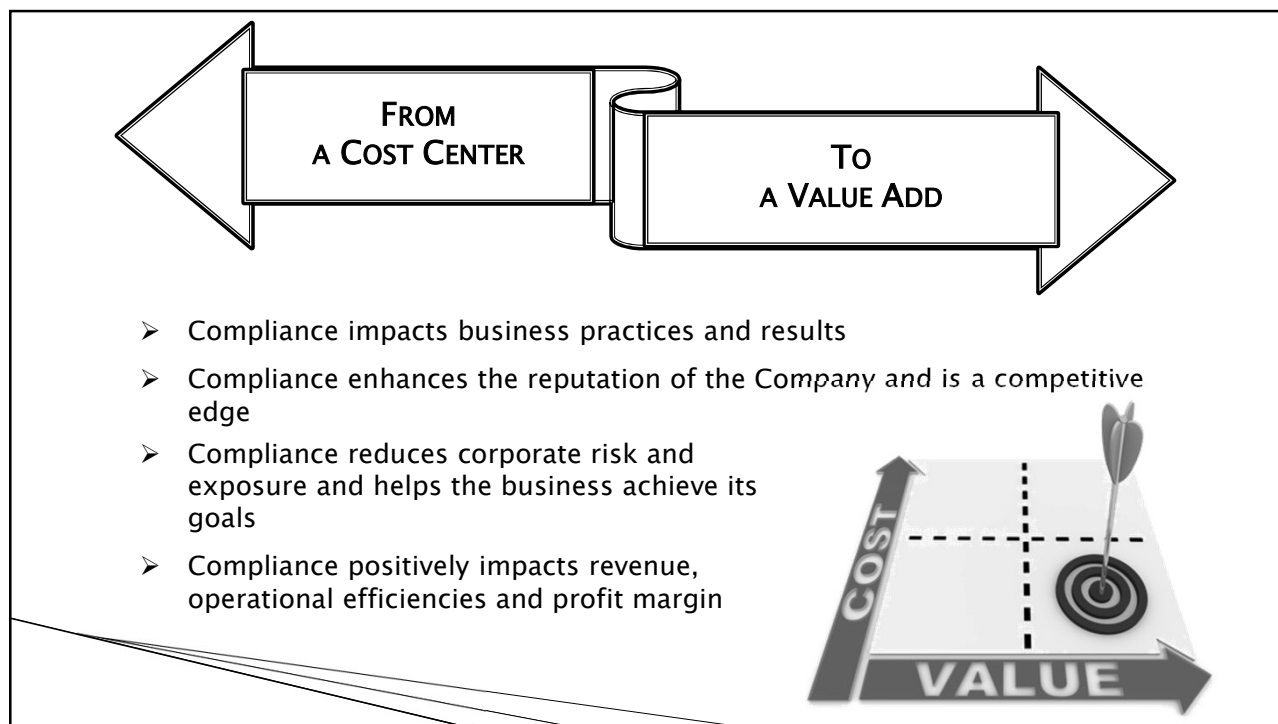 FROM
A COST CENTER
TO
A VALUE ADD
➢ Compliance impacts business practices and results
➢ Compliance enhances the reputation of the Company and is a competitive
edge
➢ Compliance reduces corporate risk and
exposure and helps the business achieve its
goals
➢ Compliance positively impacts revenue,
operational efficiencies and profit margin
COST
VALUE